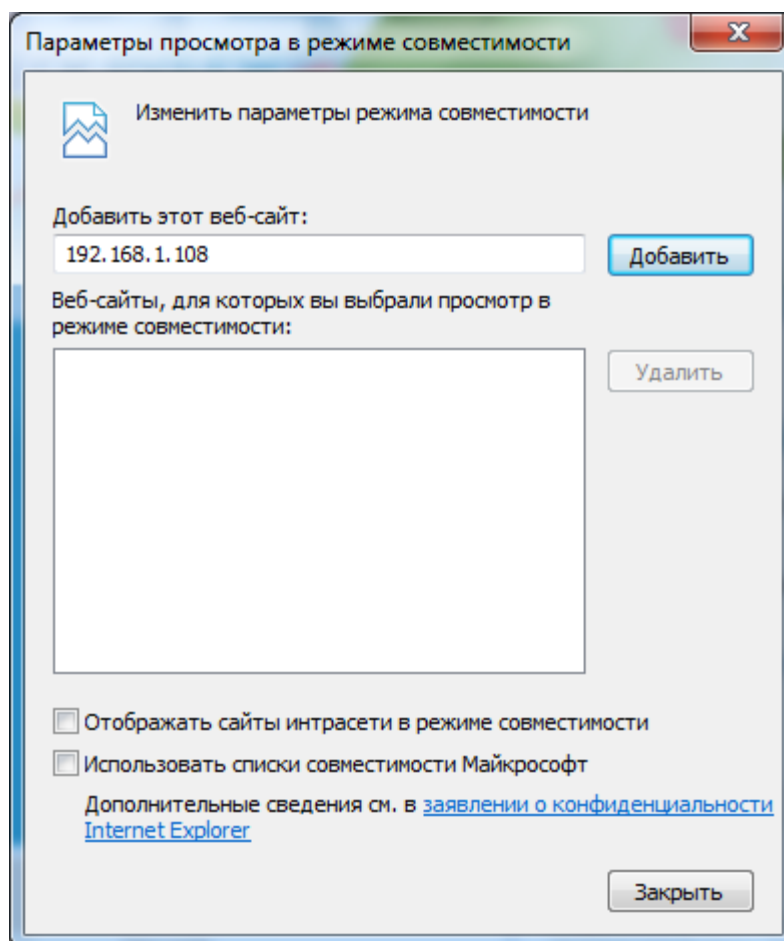 Параметры просмотра в режиме совместимости
Изменить параметры режима совместимости
Добавить этот веб-сайт:
192.168.1.108
Добавить
Веб-сайты, для которых вы выбрали просмотр в
режиме совместимости:
Удалить
Отображать сайты интрасети в режиме совместимости
Использовать списки совместимости Майкрософт
Дополнительные сведения см. в заявлении о конфиденциальности
Internet Explorer
Закрыть